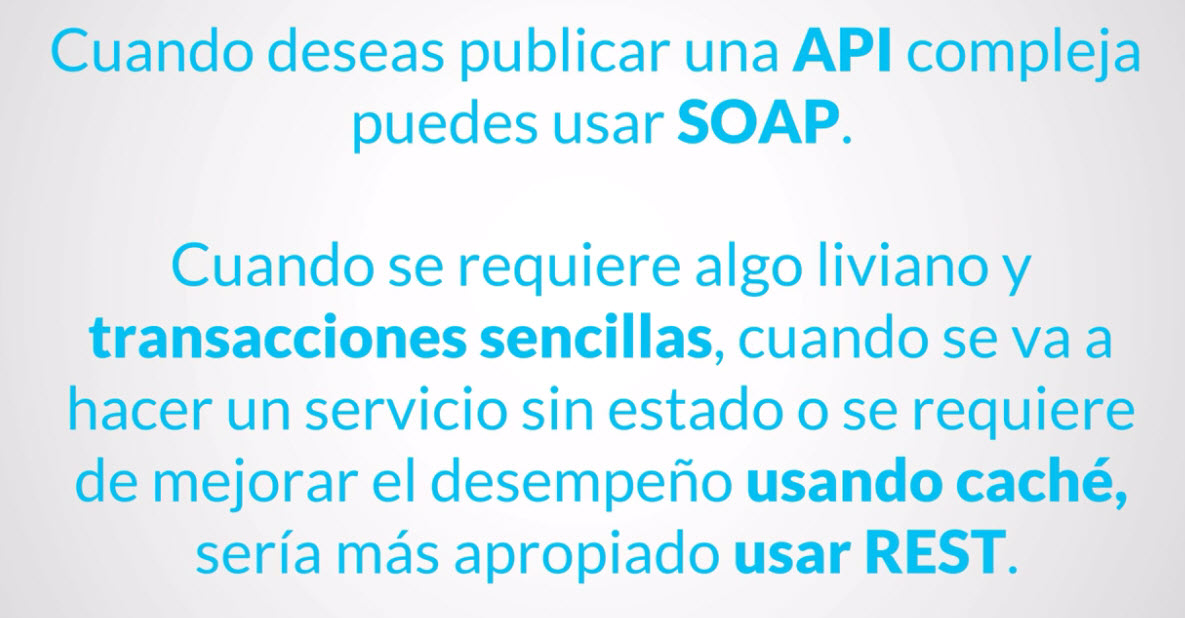 Cuando deseas publicar una API compleja
puedes usar SOAP.
Cuando se requiere algo liviano y
transacciones sencillas, cuando se va a
hacer un servicio sin estado o se requiere
de mejorar el desempeño usando caché,
sería más apropiado usar REST.